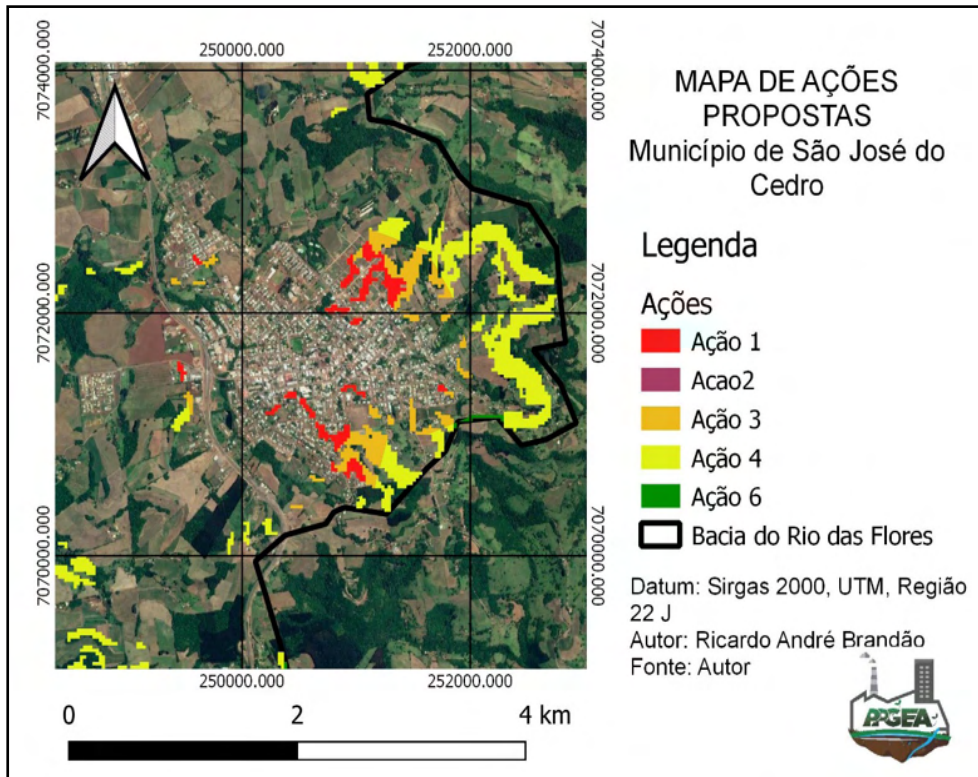 250000.000
252000.000
7074000.000
7074000.000
7072000.000
7072000.000
7070000.000
7070000.000
250000.000
252000.000
0
2
4 km
MAPA DE AÇÕES
PROPOSTAS
Município de São José do
Cedro
Legenda
Ações
Ação 1
Acao2
Ação 3
Ação 4
Ação 6
Bacia do Rio das Flores
Datum: Sirgas 2000, UTM, Região
22 J
Autor: Ricardo André Brandão
Fonte: Autor
PPGEA